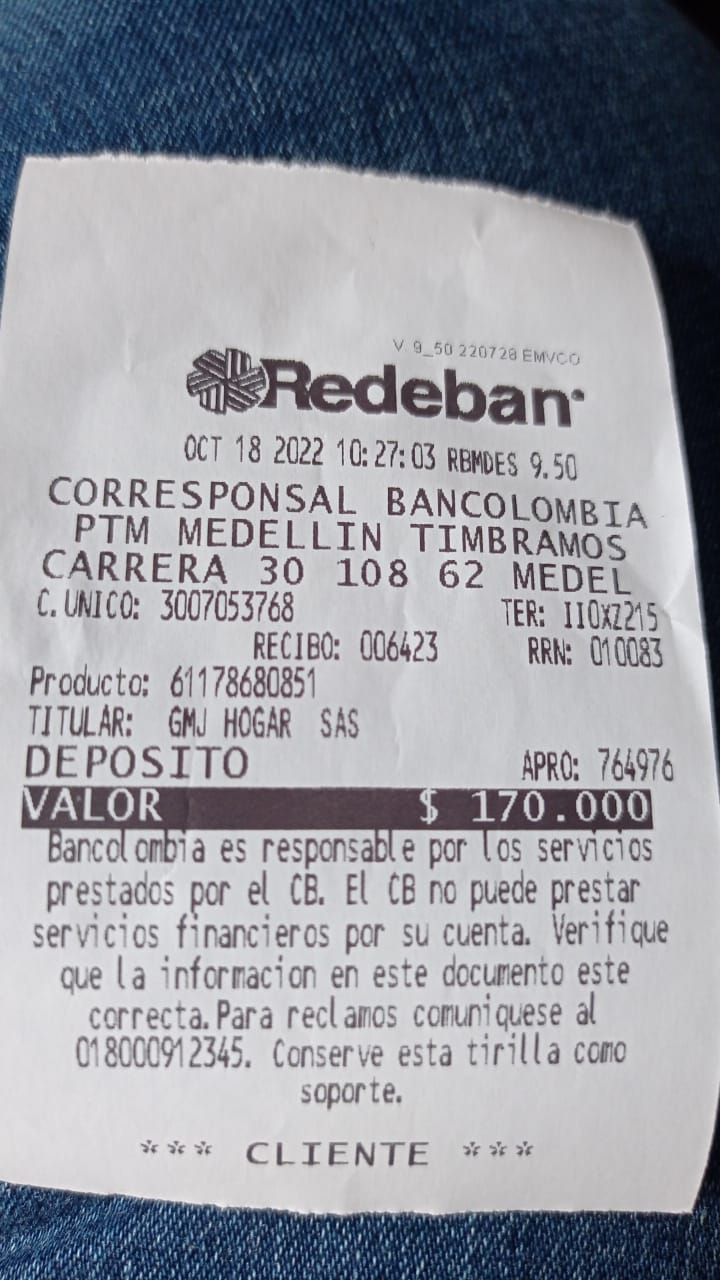 V. 9_50 220728 EMVCO
Redeban
OCT 18 2022 10:27:03 RBMDES 9.50
CORRESPONSAL BANCOLOMBIA
PTM MEDELLIN TIMBRAMOS
CARRERA 30 108 62 MEDEL
C. UNICO: 3007053768 TER: IIOXZ215
RECIBO: 006423 RRN: 010083
Producto: 61178680851
TITULAR: GMJ HOGAR SAS
DEPOSITO APRO: 764976
VALOR $ 170.000
Bancolombia es responsable por los servicios
prestados por el CB. El CB no puede prestar
servicios financieros por su cuenta. Verifique
que la informacion en este documento este
correcta. Para reclamos comuniquese al
018000912345. Conserve esta tirilla como
soporte.
*** CLIENTE ***